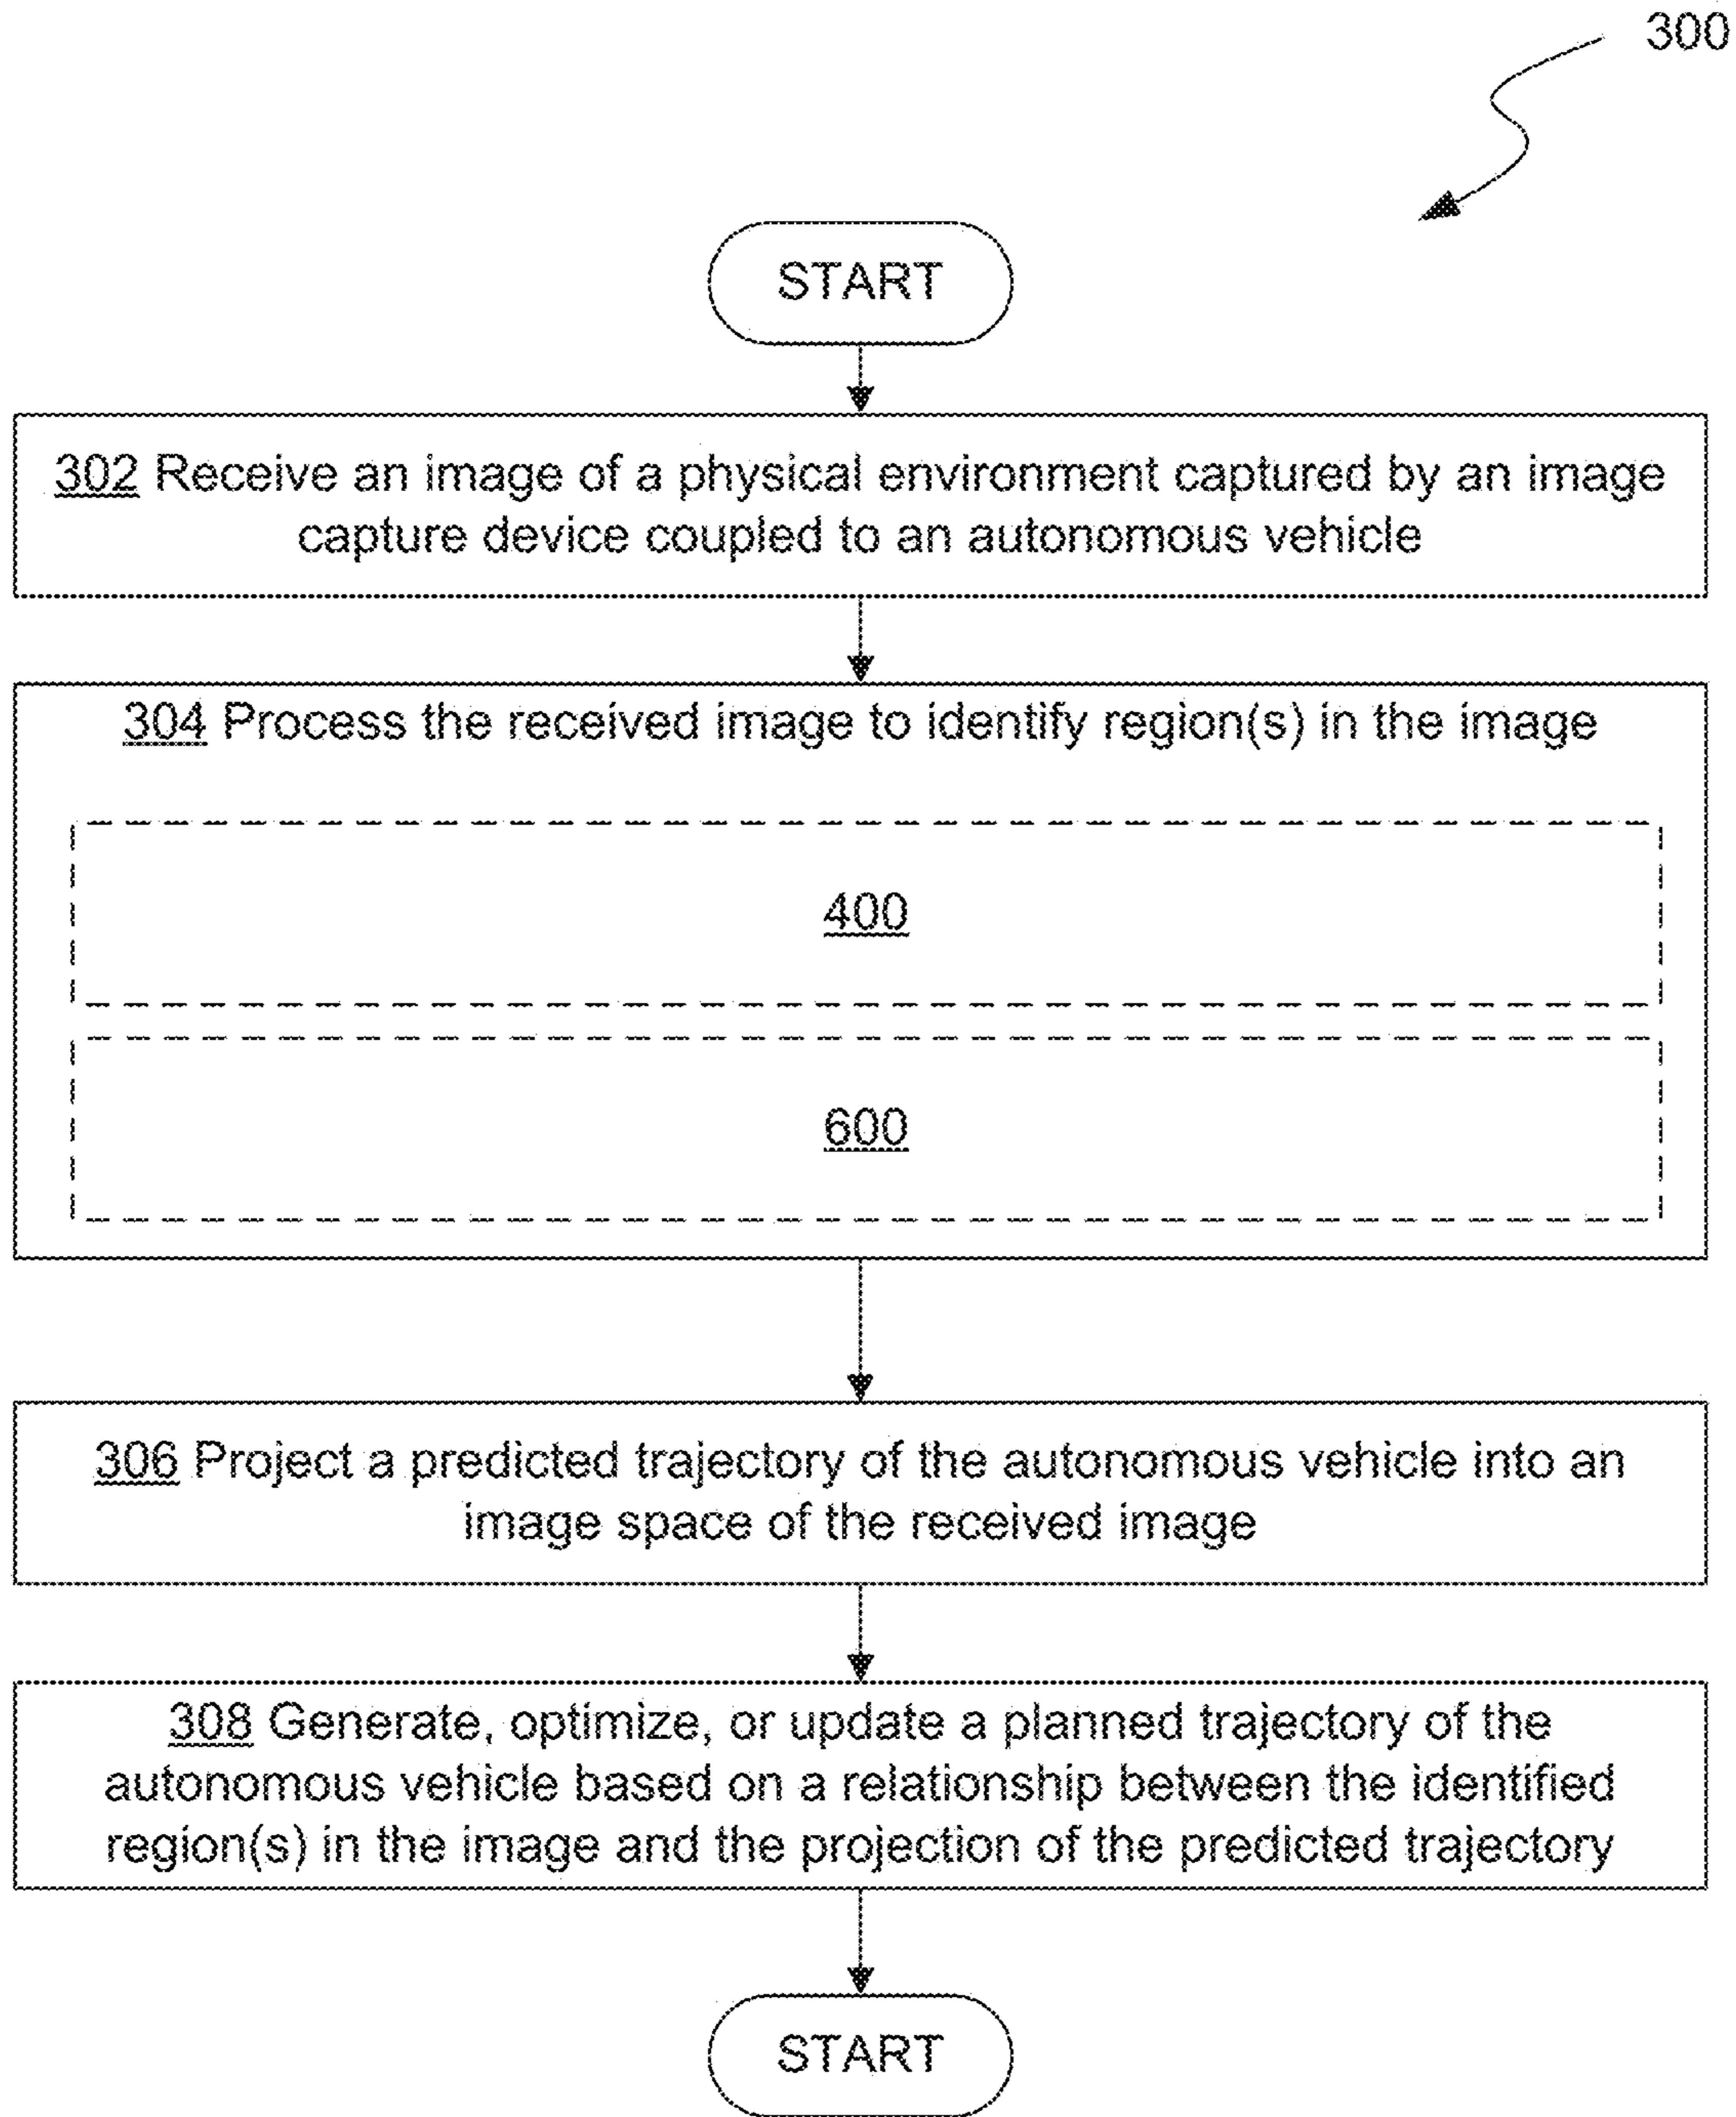 300
START
302 Receive an image of a physical environment captured by an image
capture device coupled to an autonomous vehicle
304 Process the received image to identify region(s) in the image
400
600
306 Project a predicted trajectory of the autonomous vehicle into an
image space of the received image
308 Generate, optimize, or update a planned trajectory of the
autonomous vehicle based on a relationship between the identified
region(s) in the image and the projection of the predicted trajectory
START